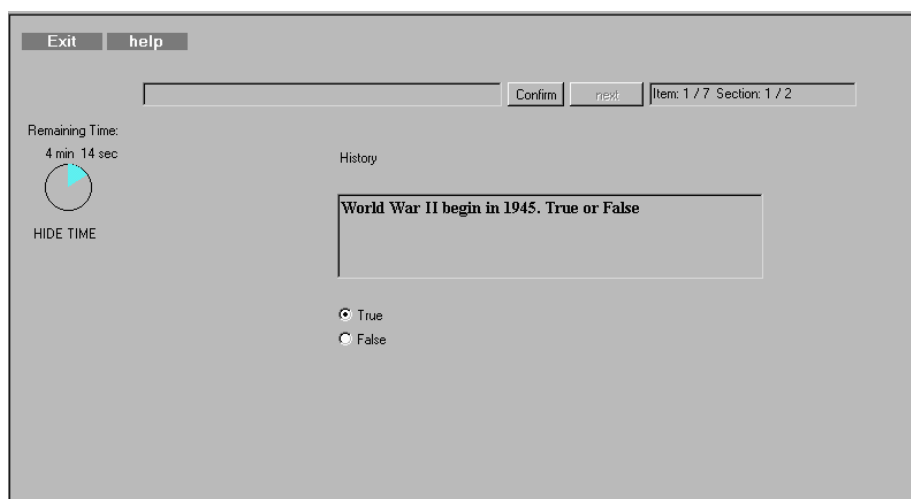 Exit help
Confirm next Item: 1 / 7 Section: 1 / 2
Remaining Time:
4 min 14 sec
HIDE TIME
History
World War II begin in 1945. True or False
True
False